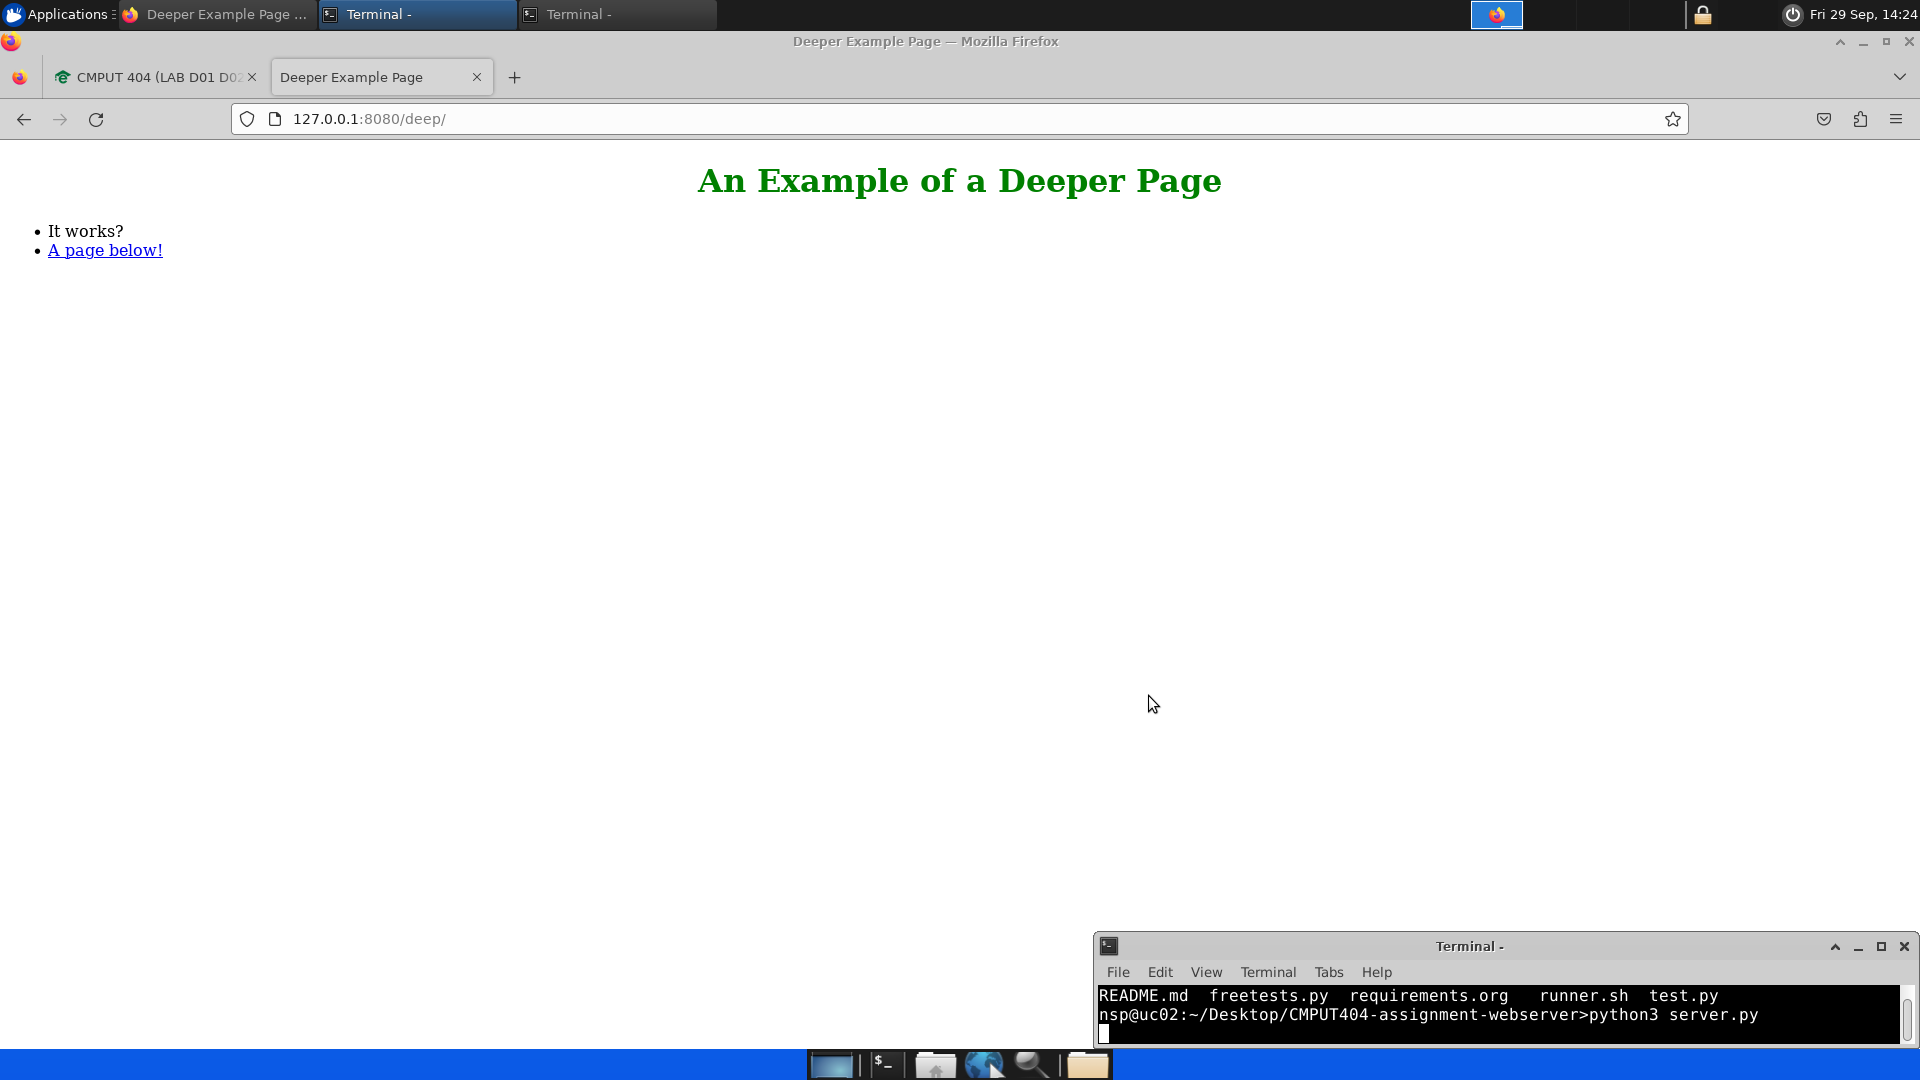 Applications
Deeper Example Page ...
Terminal -
Terminal -
Fri 29 Sep, 14:24
Deeper Example Page — Mozilla Firefox
CMPUT 404 (LAB D01 D02
Deeper Example Page
127.0.0.1:8080/deep/
An Example of a Deeper Page
• It works?
• A page below!
Terminal -
File Edit View Terminal Tabs Help
README.md freetests.py requirements.org runner.sh test.py
nsp@uc02:~/Desktop/CMPUT404-assignment-webserver>python3 server.py
$_